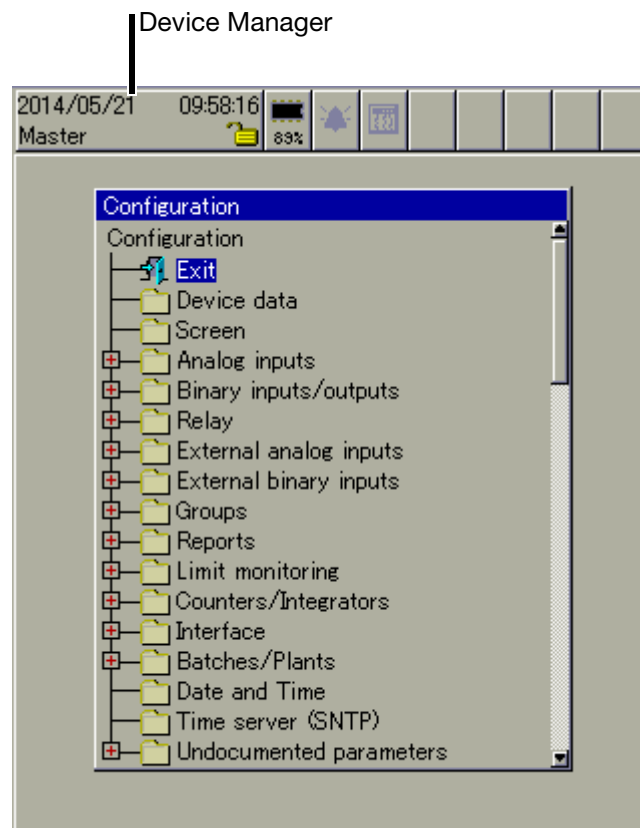 Device Manager
2014/05/21 09:58:16
Master 89%
Configuration
Configuration
Exit
Device data
Screen
Analog inputs
Binary inputs/outputs
Relay
External analog inputs
External binary inputs
Groups
Reports
Limit monitoring
Counters/Integrators
Interface
Batches/Plants
Date and Time
Time server (SNTP)
Undocumented parameters